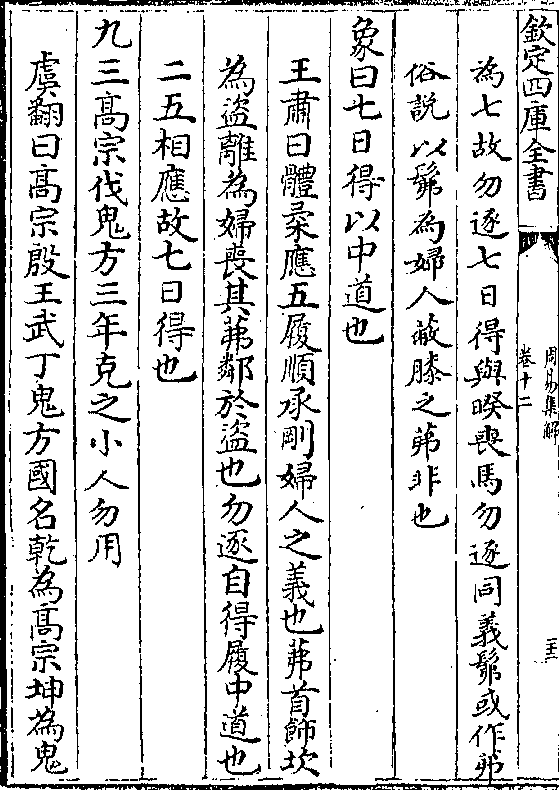 欽定四庫全書
周易集解
卷十二
為七故勿逐七日得與睽喪馬勿逐同義髴或作茀
俗說以髴為婦人蔽膝之茀非也
象曰七日得以中道也
王肅曰體柔應五履順承剛婦人之義也茀首飾坎
為盜離為婦喪其茀鄰於盜也勿逐自得履中道也
二五相應故七日得也
九三高宗伐鬼方三年克之小人勿用
虞翻曰高宗殷王武丁鬼方國名乾為高宗坤為鬼